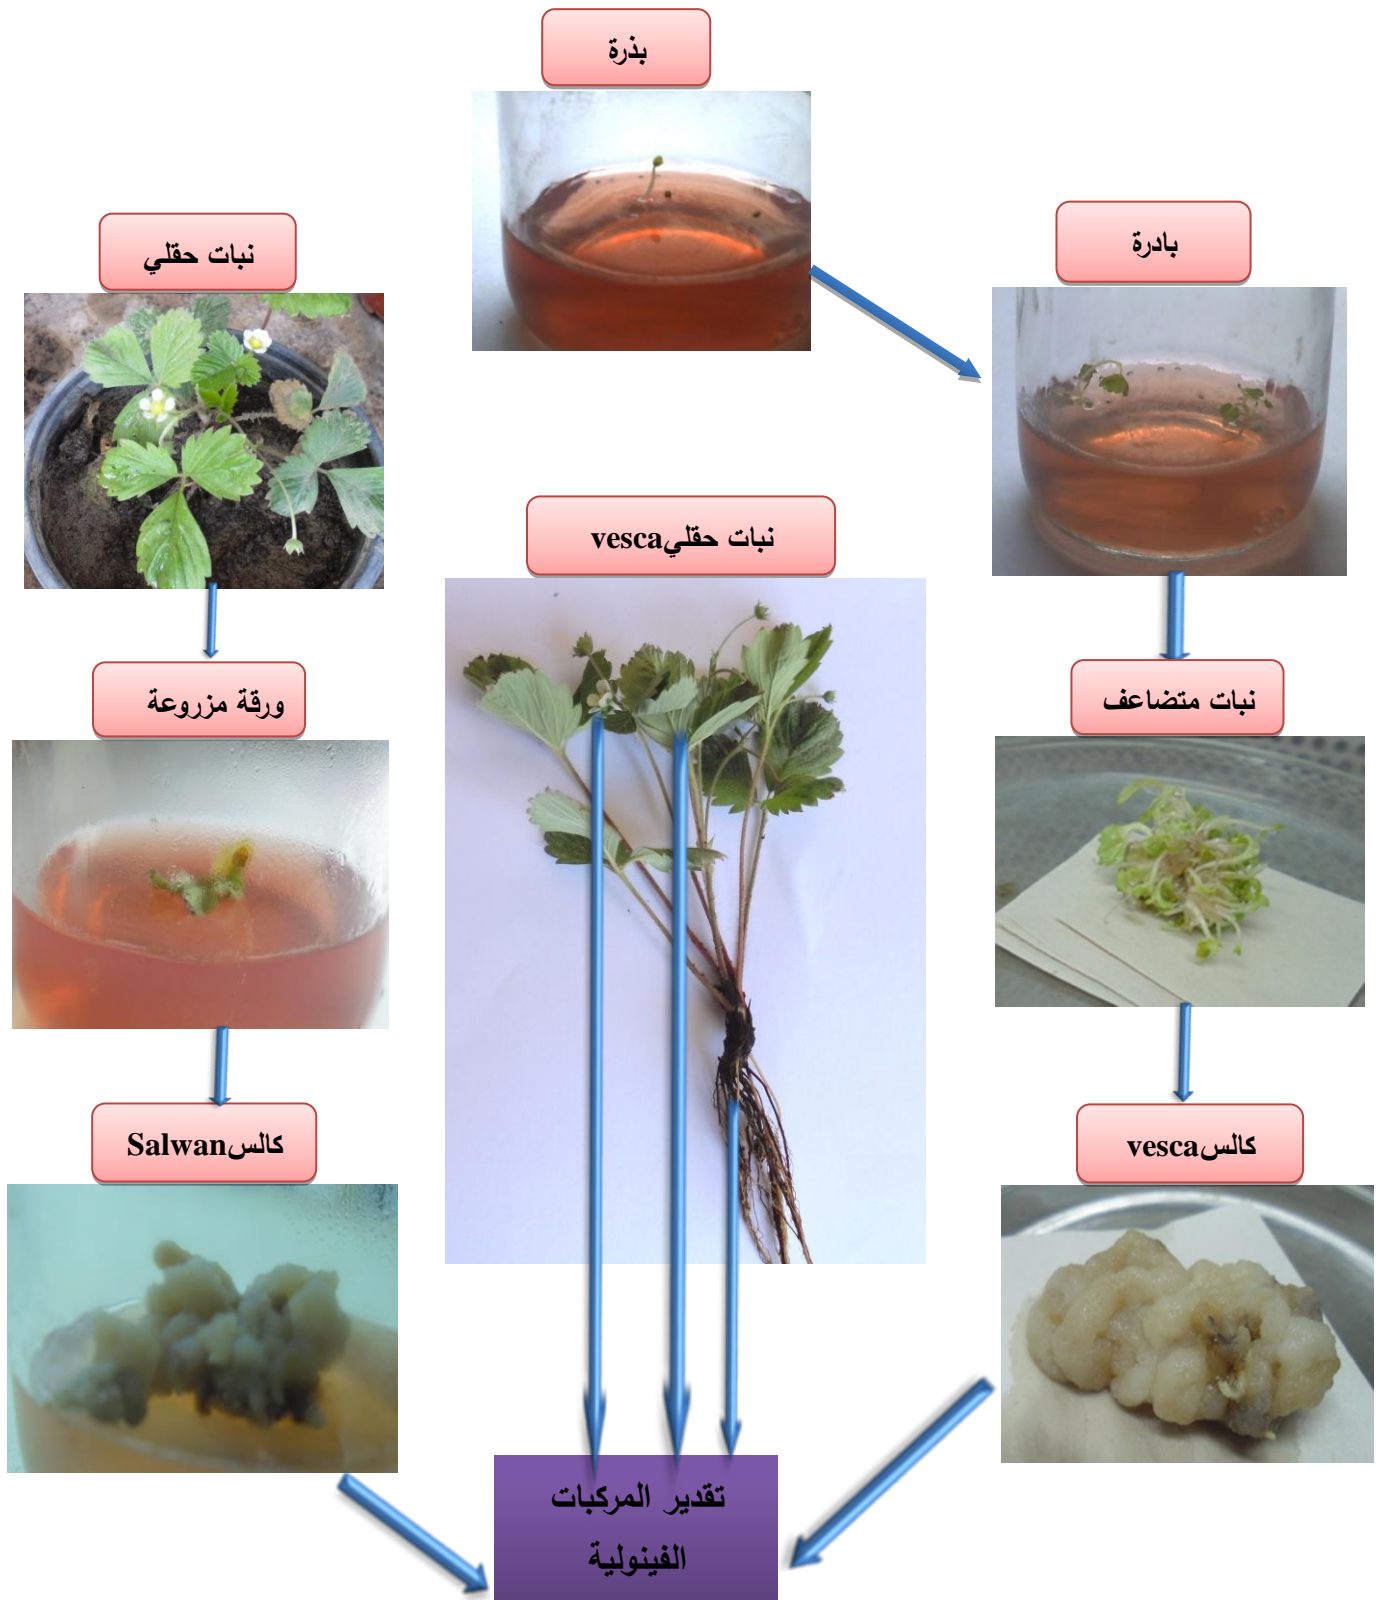 بذرة
بادرة
نبات حقلي
نبات حقليvesca
نبات متضاعف
ورقة مزروعة
كالسvesca
كالسSalwan
تقدير المركبات
الفينولية